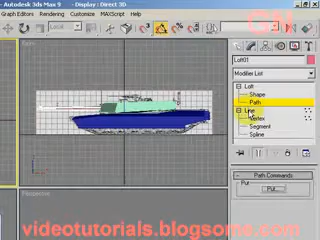 Autodesk 3ds Max 9 - Display : Direct 3D
Graph Editors Rendering Customize MAXScript Help
GN
Loft01
Modifier List
Loft
Shape
Path
Line
Vertex
Segment
Spline
Path Commands
Put
Put...
Perspective
videotutorials.blogsome.com